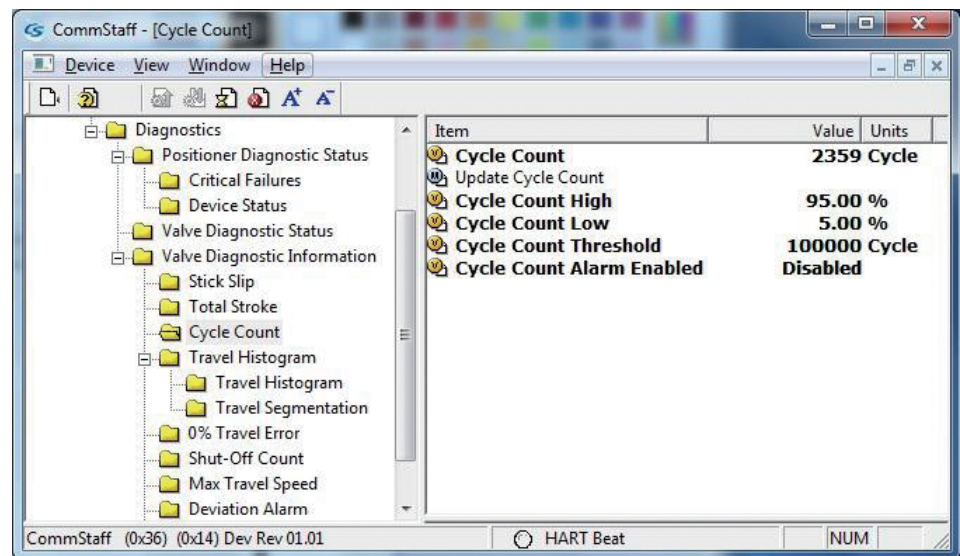 CommStaff - [Cycle Count]
Device View Window Help
Diagnostics
Positioner Diagnostic Status
Critical Failures
Device Status
Valve Diagnostic Status
Valve Diagnostic Information
Stick Slip
Total Stroke
Cycle Count
Travel Histogram
Travel Histogram
Travel Segmentation
0% Travel Error
Shut-Off Count
Max Travel Speed
Deviation Alarm
Item Value Units
Cycle Count 2359 Cycle
Update Cycle Count
Cycle Count High 95.00 %
Cycle Count Low 5.00 %
Cycle Count Threshold 100000 Cycle
Cycle Count Alarm Enabled Disabled
CommStaff (0x36) (0x14) Dev Rev 01.01 HART Beat NUM